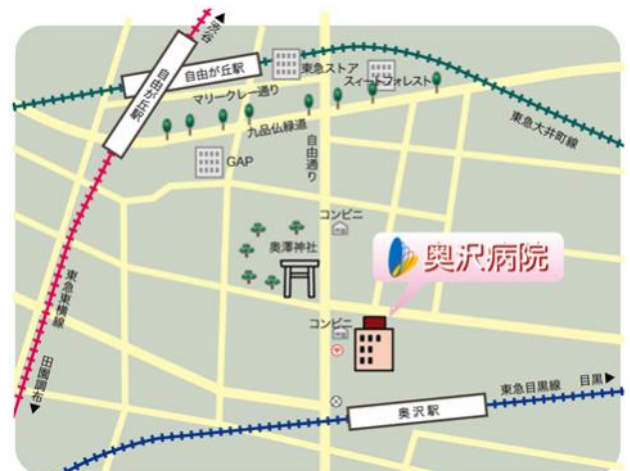 渋谷
自由が丘駅
自由が丘駅
東急ストア
スィートフォレスト
マリークレー通り
九品仏緑道
東急大井町線
GAP
自由通り
コンビニ
奥澤神社
奥沢病院
東急東横線
コンビニ
田園調布
東急目黒線
目黒
奥沢駅